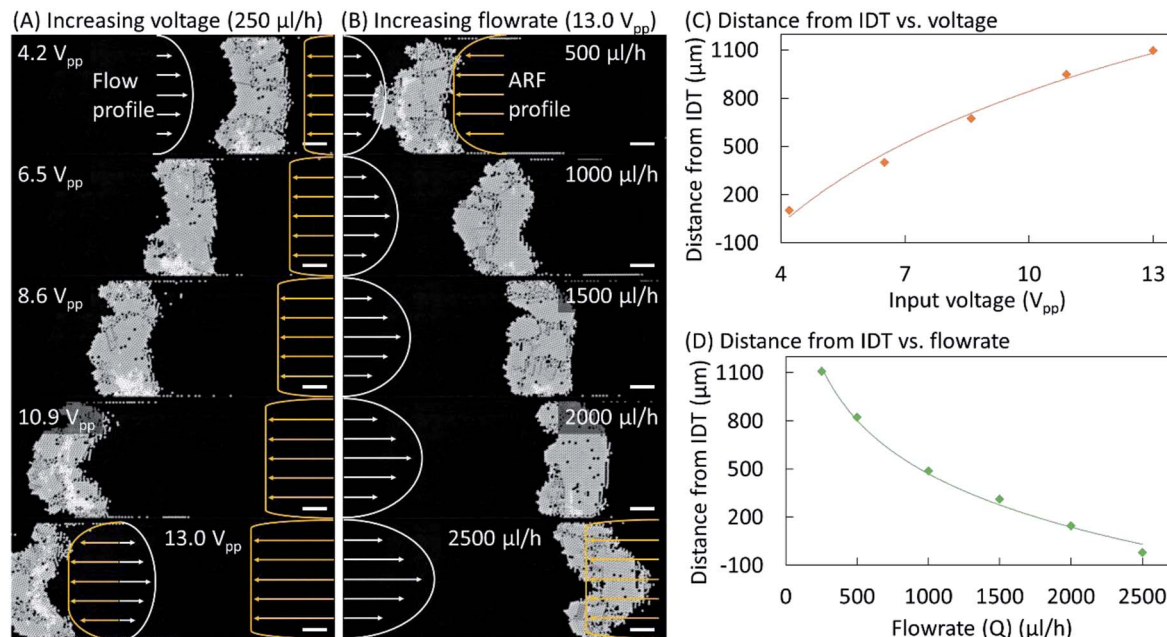 (A) Increasing voltage (250 µl/h)
4.2 Vpp
Flow
profile
6.5 Vpp
8.6 Vpp
10.9 Vpp
13.0 Vpp
(B) Increasing flowrate (13.0 Vpp)
500 µl/h
ARF
profile
1000 µl/h
1500 µl/h
2000 µl/h
2500 µl/h
(C) Distance from IDT vs. voltage
Distance from IDT (µm)
1100
800
500
200
-100
4 7 10 13
Input voltage (Vpp)
(D) Distance from IDT vs. flowrate
Distance from IDT (µm)
1100
800
500
200
-100
0 500 1000 1500 2000 2500
Flowrate (Q) (µl/h)